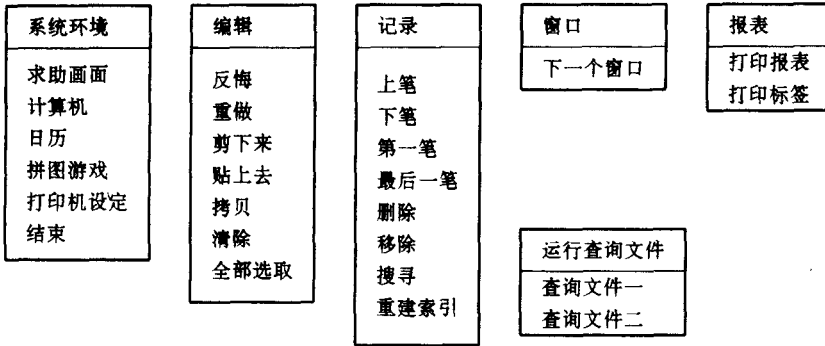 系统环境
求助画面
计算机
日历
拼图游戏
打印机设定
结束
编辑
反悔
重做
剪下来
贴上去
拷贝
清除
全部选取
记录
上笔
下笔
第一笔
最后一笔
删除
移除
搜寻
重建索引
窗口
下一个窗口
运行查询文件
查询文件一
查询文件二
报表
打印报表
打印标签